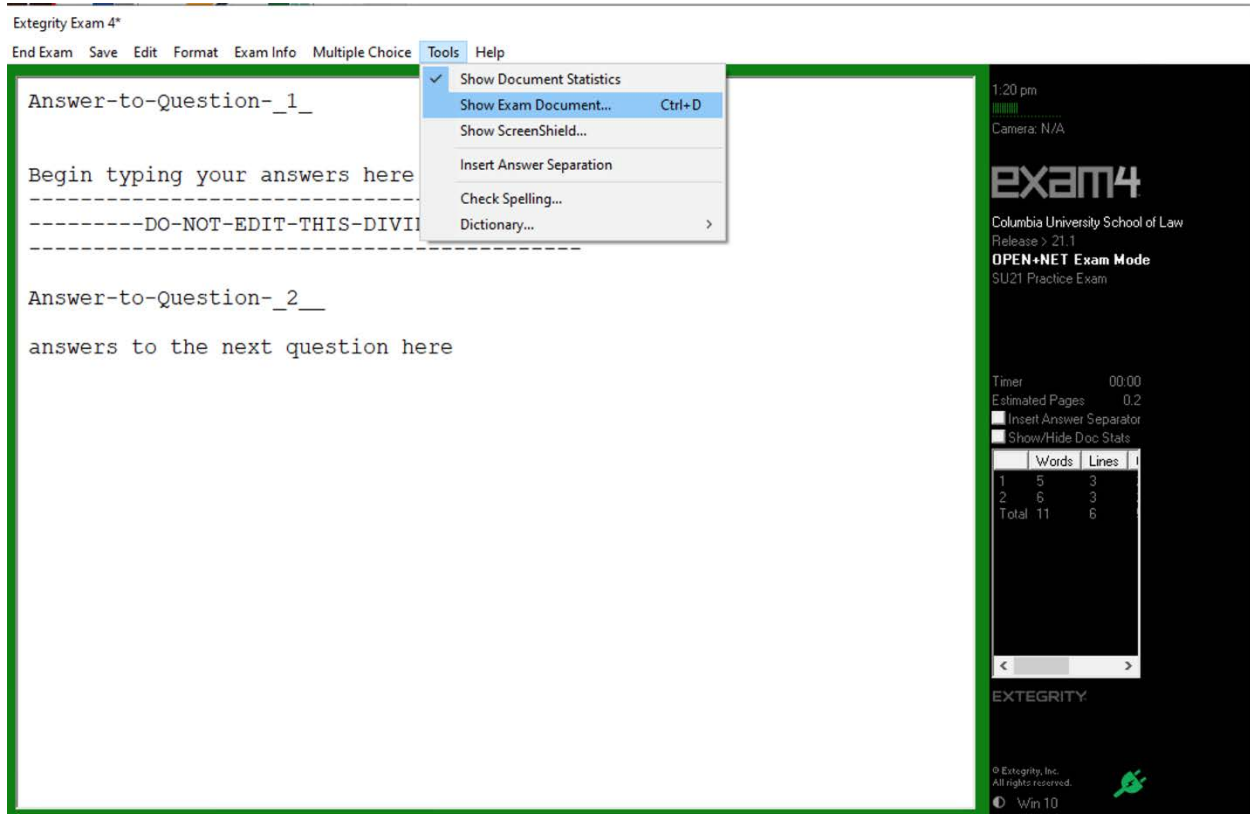 Extegrity Exam 4*
End Exam Save Edit Format Exam Info Multiple Choice Tools Help
Show Document Statistics
Show Exam Document... Ctrl+D
Show ScreenShield...
Insert Answer Separation
Check Spelling...
Dictionary...
Answer-to-Question-_1_
Begin typing your answers here
---------DO-NOT-EDIT-THIS-DIVI
Answer-to-Question-_2__
answers to the next question here
1:20 pm
Camera: N/A
exam4
Columbia University School of Law
Release > 21.1
OPEN+NET Exam Mode
SU21 Practice Exam
Timer 00:00
Estimated Pages 0.2
Insert Answer Separator
Show/Hide Doc Stats
Words Lines
1 5 3
2 6 3
Total 11 6
EXTEGRITY
© Extegrity, Inc.
All rights reserved.
Win 10